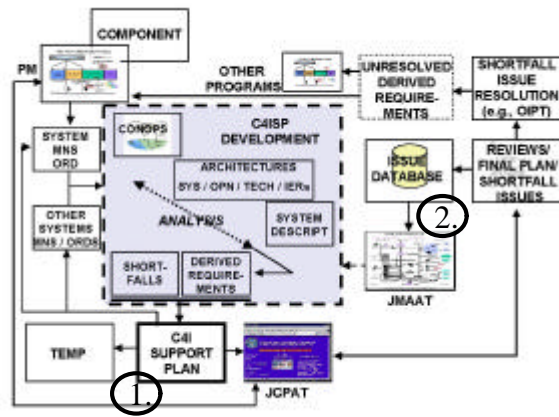 COMPONENT
PM
OTHER
PROGRAMS
UNRESOLVED
DERIVED
REQUIRE-
MENTS
SHORTFALL
ISSUE
RESOLUTION
(e.g., OIPT)
SYSTEM
MNS
ORD
CONOPS
C4ISP
DEVELOPMENT
ARCHITECTURES
SYS / OPN / TECH / IERs
ISSUE
DATABASE
REVIEWS/
FINAL PLAN/
SHORTFALL
ISSUES
OTHER
SYSTEMS
MNS / ORDS
ANALYSIS
SYSTEM
DESCRIPT
2.
SHORT-
FALLS
DERIVED
REQUIRE-
MENTS
JMAAT
TEMP
C4I
SUPPORT
PLAN
JCPAT
1.